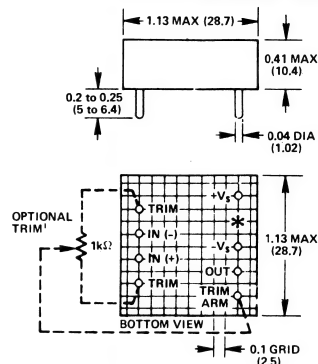 1.13 MAX (28.7)
0.41 MAX
(10.4)
0.2 to 0.25
(5 to 6.4)
0.04 DIA
(1.02)
OPTIONAL
TRIM¹
1kΩ
TRIM
IN (-)
IN (+)
TRIM
+Vs
*
-Vs
OUT
TRIM
ARM
1.13 MAX
(28.7)
BOTTOM VIEW
0.1 GRID
(2.5)